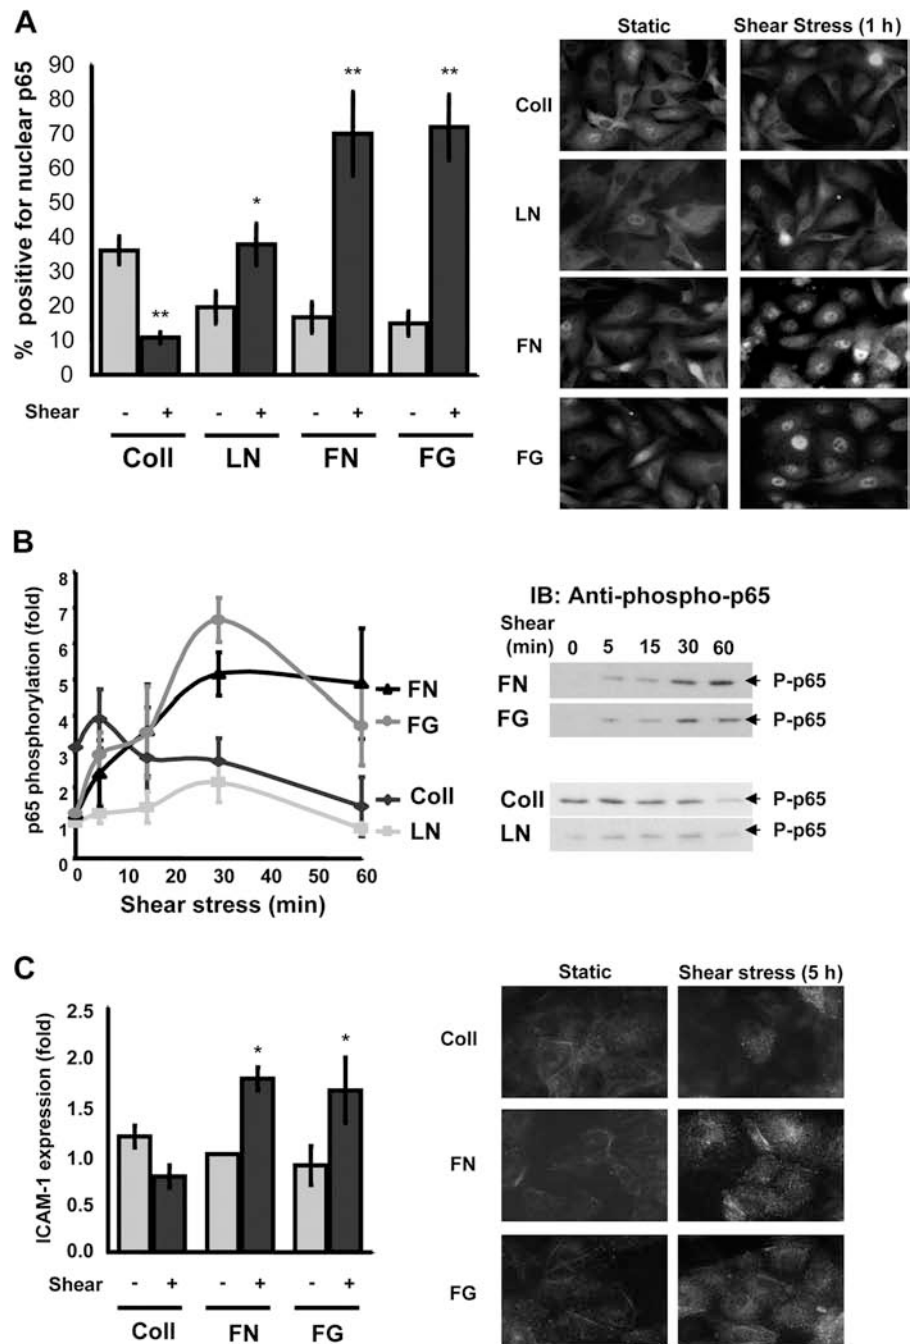 A
% positive for nuclear p65
90
80
70
60
50
40
30
20
10
0
**
*
**
**
Shear - + - + - + - +
Coll LN FN FG
Static Shear Stress (1 h)
Coll
LN
FN
FG
B
p65 phosphorylation (fold)
8
7
6
5
4
3
2
1
0
0 10 20 30 40 50 60
Shear stress (min)
FN
FG
Coll
LN
IB: Anti-phospho-p65
Shear
(min) 0 5 15 30 60
FN P-p65
FG P-p65
Coll P-p65
LN P-p65
C
ICAM-1 expression (fold)
2.5
2.0
1.5
1.0
0.5
0.0
* *
Shear - + - + - +
Coll FN FG
Static Shear stress (5 h)
Coll
FN
FG